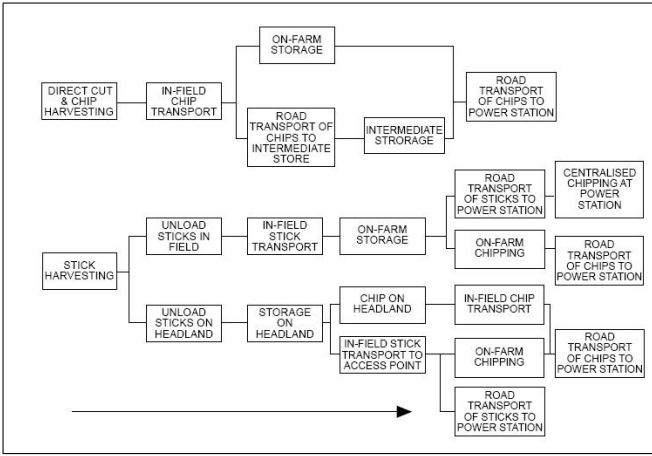 ON-FARM
STORAGE
DIRECT CUT
& CHIP
HARVESTING
IN-FIELD
CHIP
TRANSPORT
ROAD
TRANSPORT
OF CHIPS TO
POWER STATION
ROAD
TRANSPORT OF
CHIPS TO
INTERMEDIATE
STORE
INTERMEDIATE
STRORAGE
ROAD
TRANSPORT
OF STICKS TO
POWER STATION
CENTRALISED
CHIPPING AT
POWER
STATION
UNLOAD
STICKS IN
FIELD
IN-FIELD
STICK
TRANSPORT
ON-FARM
STORAGE
ON-FARM
CHIPPING
ROAD
TRANSPORT
OF CHIPS TO
POWER STATION
STICK
HARVESTING
UNLOAD
STICKS ON
HEADLAND
STORAGE
ON
HEADLAND
CHIP ON
HEADLAND
IN-FIELD CHIP
TRANSPORT
IN-FIELD STICK
TRANSPORT TO
ACCESS POINT
ON-FARM
CHIPPING
ROAD
TRANSPORT
OF CHIPS TO
POWER STATION
ROAD
TRANSPORT
OF STICKS TO
POWER STATION